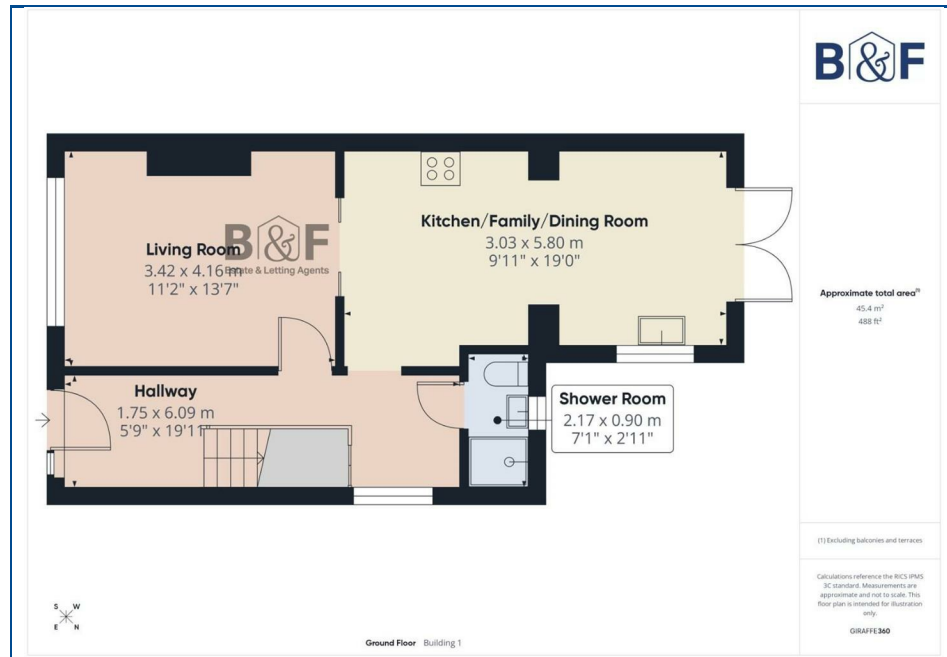 B&F
Kitchen/Family/Dining Room
3.03 x 5.80 m
9'11" x 19'0"
B&F
Estate & Letting Agents
Living Room
3.42 x 4.16 m
11'2" x 13'7"
Hallway
1.75 x 6.09 m
5'9" x 19'11"
Shower Room
2.17 x 0.90 m
7'1" x 2'11"
Approximate total area(1)
45.4 m²
488 ft²
(1) Excluding balconies and terraces
Calculations reference the RICS IPMS
3C standard. Measurements are
approximate and not to scale. This
floor plan is intended for illustration
only.
GIRAFFE360
S W
E N
Ground Floor Building 1